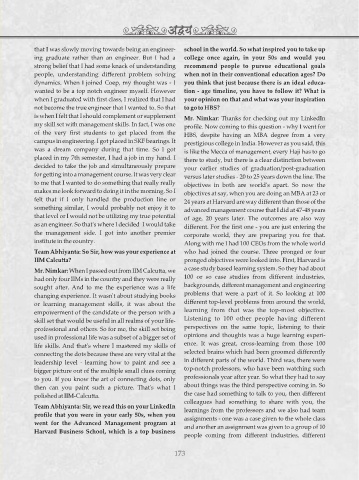 अद्वय
that I was slowly moving towards being an engineer-
ing graduate rather than an engineer. But I had a
strong belief that I had some knack of understanding
people, understanding different problem solving
dynamics. When I joined Coep, my thought was - I
wanted to be a top notch engineer myself. However
when I graduated with first class, I realized that I had
not become the true engineer that I wanted to. So that
is when I felt that I should complement or supplement
my skill set with management skills. In fact, I was one
of the very first students to get placed from the
campus in engineering. I got placed in SKF bearings. It
was a dream company during that time. So I got
placed in my 7th semester, I had a job in my hand. I
decided to take the job and simultaneously prepare
for getting into a management course. It was very clear
to me that I wanted to do something that really really
makes me look forward to doing it in the morning. So I
felt that if I only handled the production line or
something similar, I would probably not enjoy it to
that level or I would not be utilizing my true potential
as an engineer. So that's where I decided. I would take
the management side. I got into another premier
institute in the country.
Team Abhiyanta: So Sir, how was your experience at
IIM Calcutta?
Mr. Nimkar: When I passed out from IIM Calcutta, we
had only four IIMs in the country and they were really
sought after. And to me the experience was a life
changing experience. It wasn't about studying books
or learning management skills, it was about the
empowerment of the candidate or the person with a
skill set that would be useful in all realms of your life-
professional and others. So for me, the skill set being
used in professional life was a subset of a bigger set of
life skills. And that's where I mastered my skills of
connecting the dots because these are very vital at the
leadership level - learning how to paint and see a
bigger picture out of the multiple small clues coming
to you. If you know the art of connecting dots, only
then can you paint such a picture. That's what I
polished at IIM-Calcutta.
Team Abhiyanta: Sir, we read this on your LinkedIn
profile that you were in your early 50s, when you
went for the Advanced Management program at
Harvard Business School, which is a top business
school in the world. So what inspired you to take up
college once again, in your 50s and would you
recommend people to pursue educational goals
when not in their conventional education ages? Do
you think that just because there is an ideal educa-
tion - age timeline, you have to follow it? What is
your opinion on that and what was your inspiration
to go to HBS?
Mr. Nimkar: Thanks for checking out my LinkedIn
profile. Now coming to this question - why I went for
HBS, despite having an MBA degree from a very
prestigious college in India. However as you said, this
is like the Mecca of management, every Haji has to go
there to study, but there is a clear distinction between
your earlier studies of graduation/post-graduation
versus later studies - 20 to 25 years down the line. The
objectives in both are world's apart. So now the
objectives at say, when you are doing an MBA at 23 or
24 years at Harvard are way different than those of the
advanced management course that I did at 47-48 years
of age, 20 years later. The outcomes are also way
different. For the first one - you are just entering the
corporate world, they are preparing you for that.
Along with me I had 100 CEOs from the whole world
who had joined the course. Three pronged or four
pronged objectives were looked into. First, Harvard is
a case study based learning system. So they had about
100 or so case studies from different industries,
backgrounds, different management and engineering
problems that were a part of it. So looking at 100
different top-level problems from around the world,
learning from that was the top-most objective.
Listening to 100 other people having different
perspectives on the same topic, listening to their
opinions and thoughts was a huge learning experi-
ence. It was great, cross-learning from those 100
selected brains which had been groomed differently
in different parts of the world. Third was, there were
top-notch professors, who have been watching such
professionals year after year. So what they had to say
about things was the third perspective coming in. So
the case had something to talk to you, then different
colleagues had something to share with you, the
learnings from the professors and we also had team
assignments - one was a case given to the whole class
and another an assignment was given to a group of 10
people coming from different industries, different
173